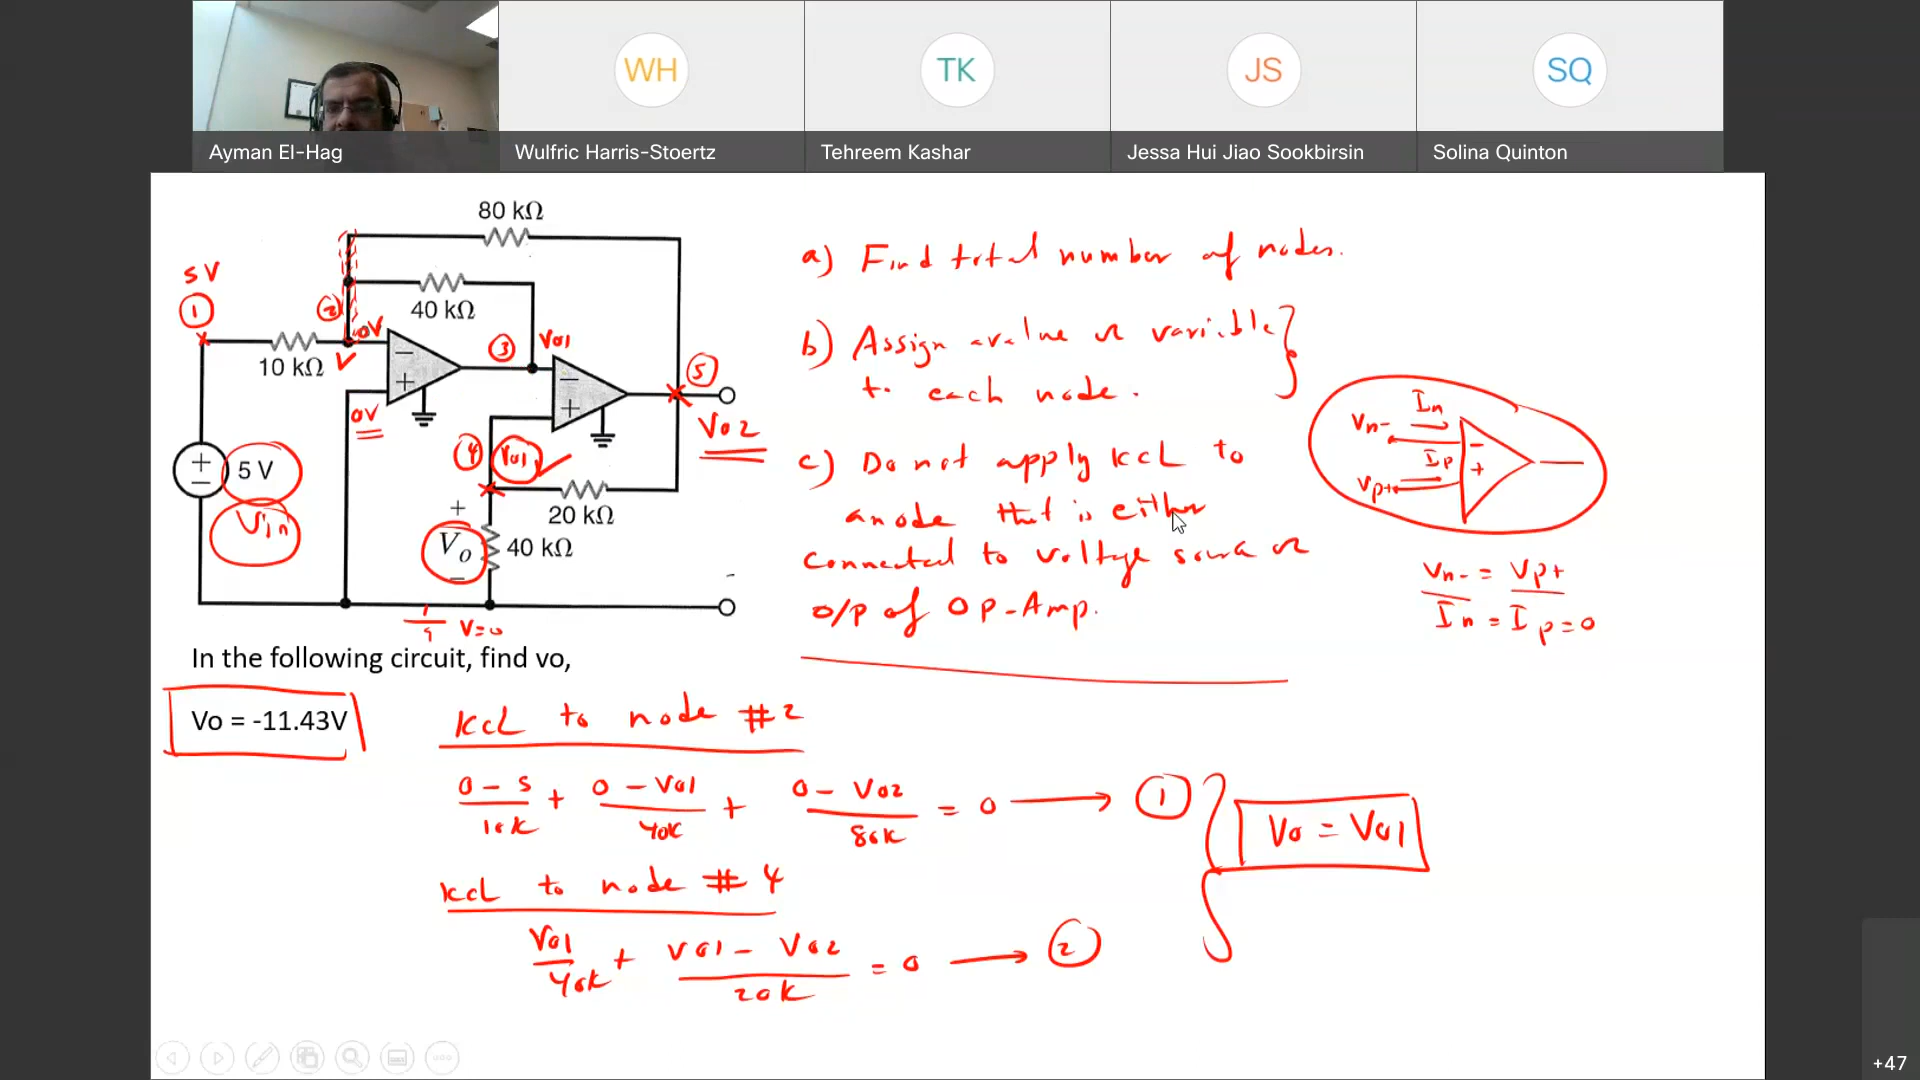 WH
TK
JS
SQ
Ayman El-Hag
Wulfric Harris-Stoertz
Tehreem Kashar
Jessa Hui Jiao Sookbirsin
Solina Quinton
80 kΩ
5V
1
2
40 kΩ
0V
10 kΩ
V
−
+
3
Vo1
−
+
5
0V
Vo2
+
−
5 V
Vin
4
Vo1
20 kΩ
+
Vo
−
40 kΩ
-
V=0
a) Find total number of nodes.
b) Assign a value or variable
to each node.
c) Do not apply KCL to
a node that is either
connected to voltage source or
o/p of OP-Amp.
In
Vn-
-
Ip
+
Vp+
Vn- = Vp+
In = Ip=0
In the following circuit, find vo,
Vo = -11.43V
KCL to node #2
0-5/10K + 0-Vo1/40K + 0-Vo2/80K = 0 → 1
Vo = Vo1
KCL to node #4
Vo1/40K + Vo1-Vo2/20K = 0 → 2
+47